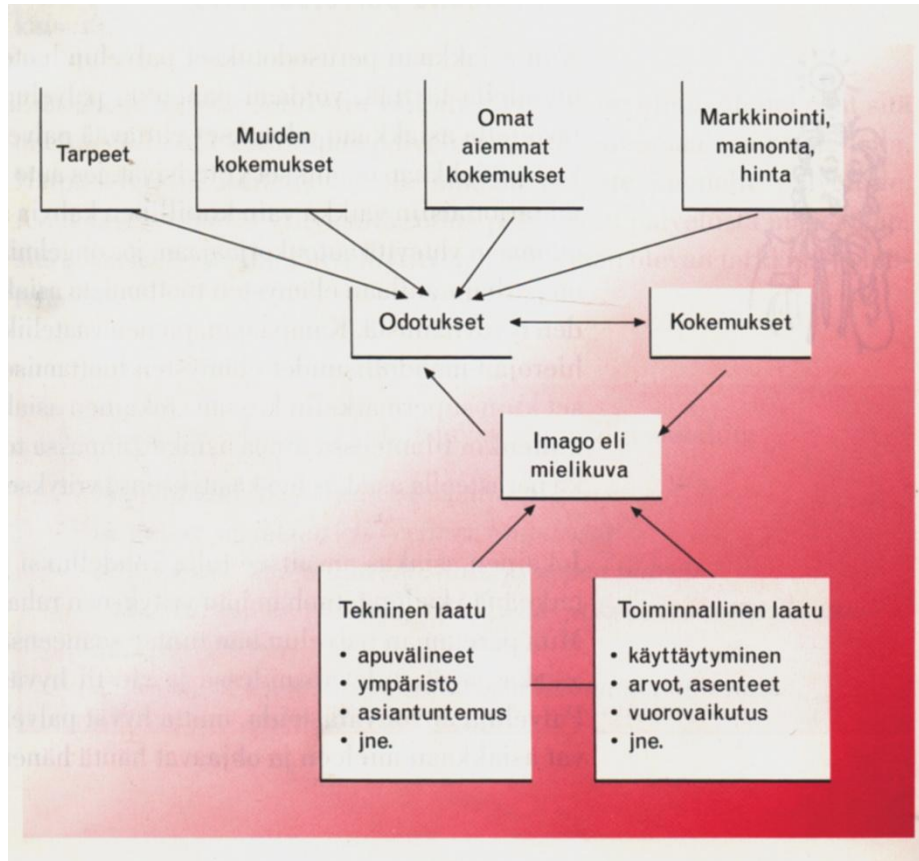 Tarpeet
Muiden
kokemukset
Omat
aiemmat
kokemukset
Markkinointi,
mainonta,
hinta
Odotukset
Kokemukset
Imago eli
mielikuva
Tekninen laatu
• apuvälineet
• ympäristö
• asiantuntemus
• jne.
Toiminnallinen laatu
• käyttäytyminen
• arvot, asenteet
• vuorovaikutus
• jne.